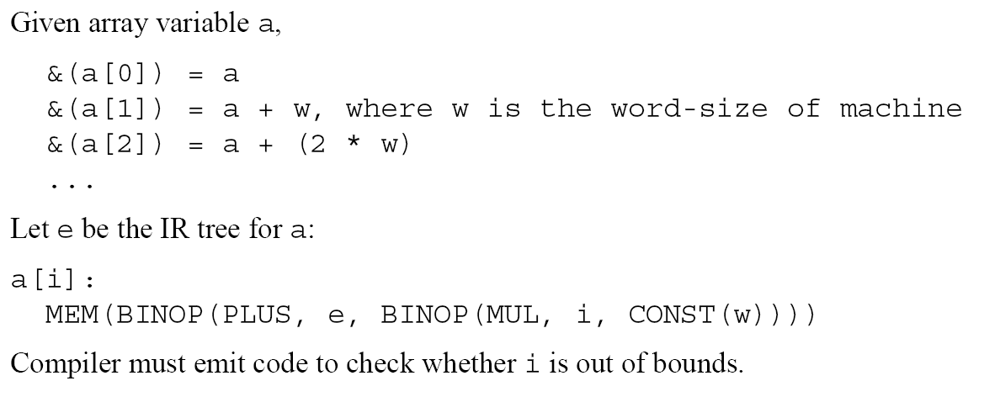 Given array variable a,
&(a[0]) = a
&(a[1]) = a + w, where w is the word-size of machine
&(a[2]) = a + (2 * w)
...
Let e be the IR tree for a:
a[i]:
MEM(BINOP(PLUS, e, BINOP(MUL, i, CONST(w))))
Compiler must emit code to check whether i is out of bounds.